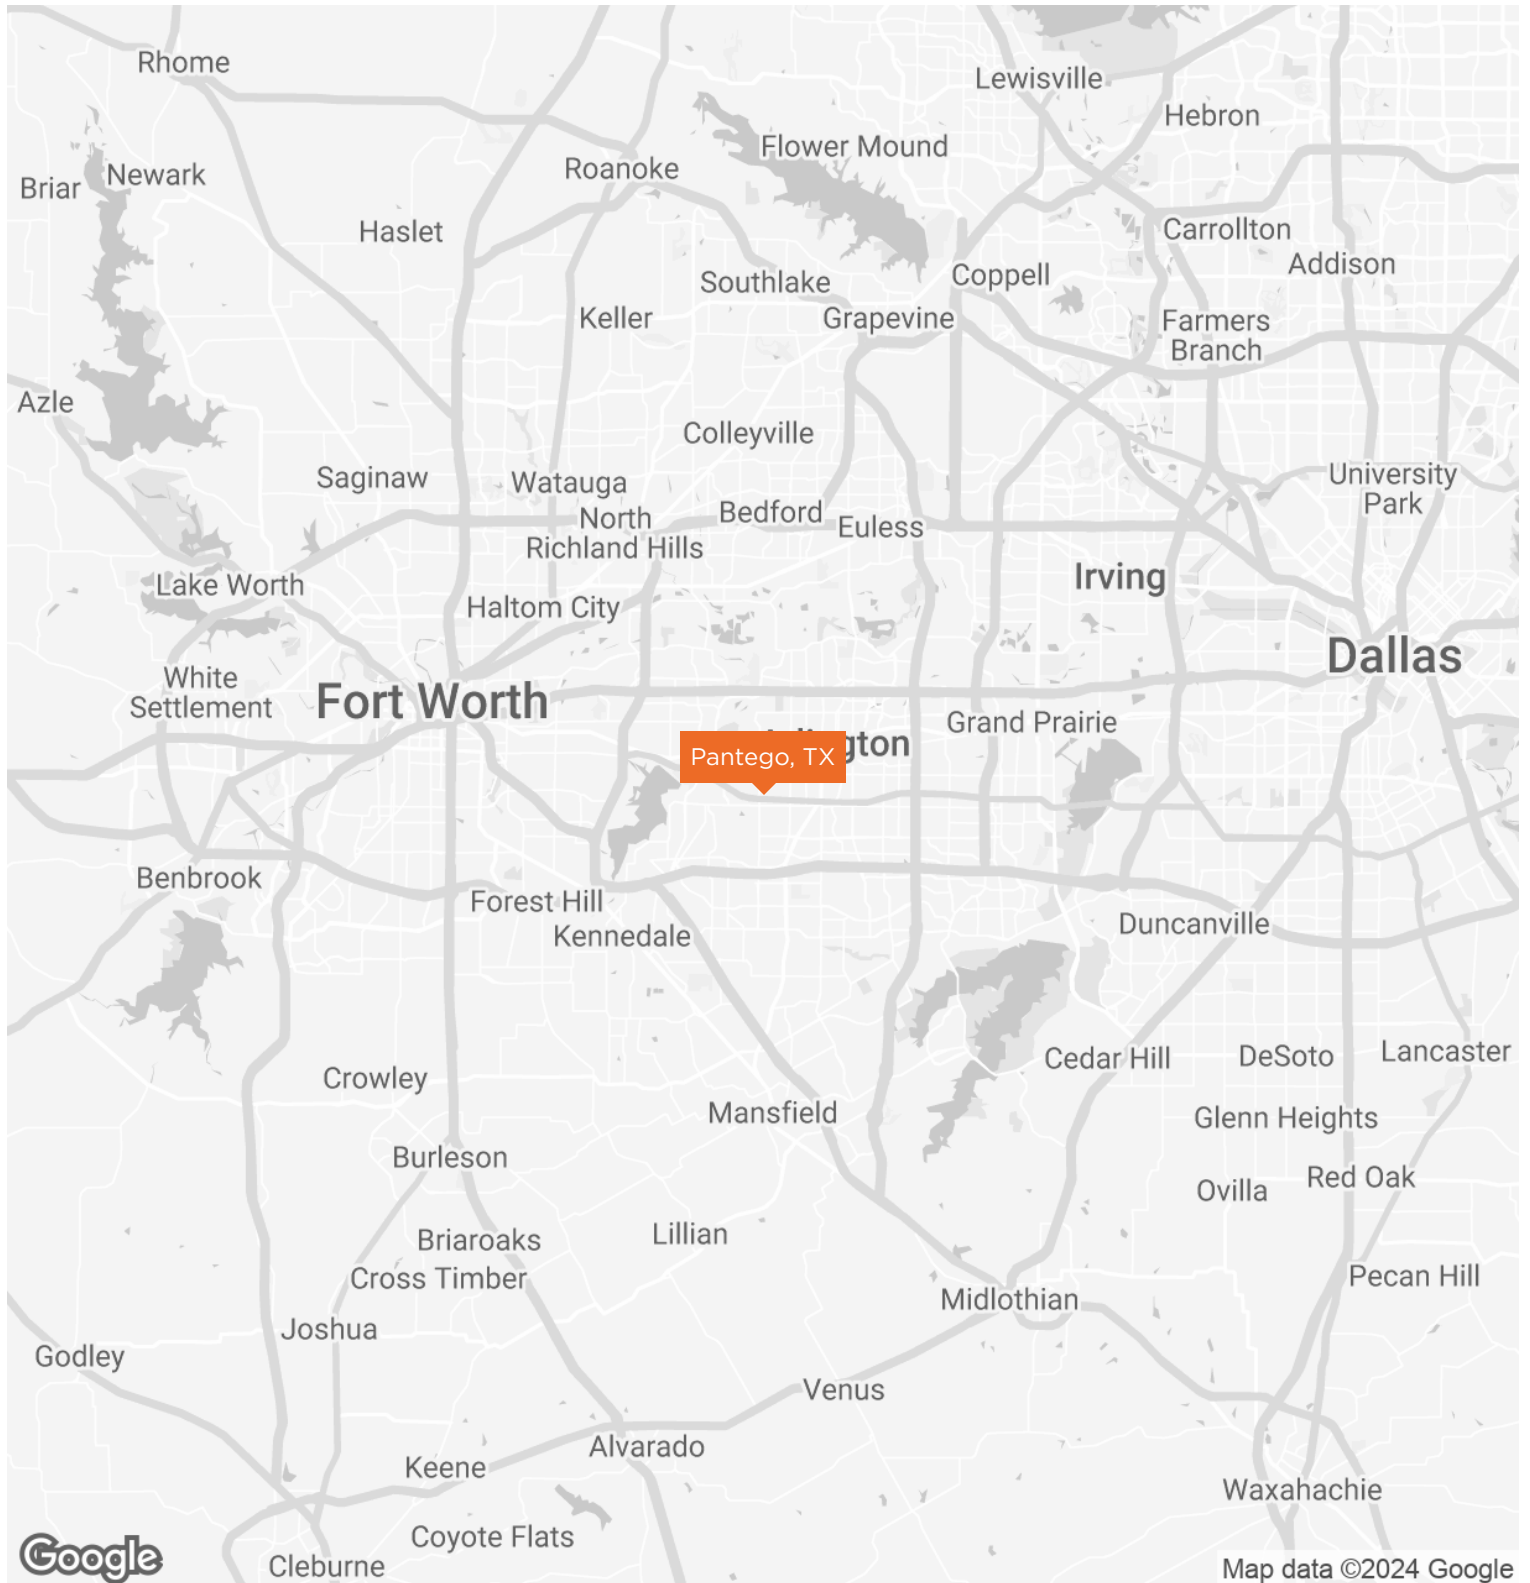 Rhome
Lewisville
Hebron
Flower Mound
Roanoke
Briar
Newark
Haslet
Carrollton
Addison
Southlake
Coppell
Keller
Grapevine
Farmers
Branch
Azle
Colleyville
Saginaw
Watauga
University
Park
North
Richland Hills
Bedford
Euless
Irving
Lake Worth
Haltom City
Dallas
White
Settlement
Fort Worth
Grand Prairie
Pantego, TX
Benbrook
Forest Hill
Kennedale
Duncanville
Cedar Hill
DeSoto
Lancaster
Crowley
Mansfield
Glenn Heights
Burleson
Ovilla
Red Oak
Lillian
Briaroaks
Cross Timber
Pecan Hill
Midlothian
Joshua
Godley
Venus
Alvarado
Keene
Waxahachie
Coyote Flats
Cleburne
Google
Map data ©2024 Google